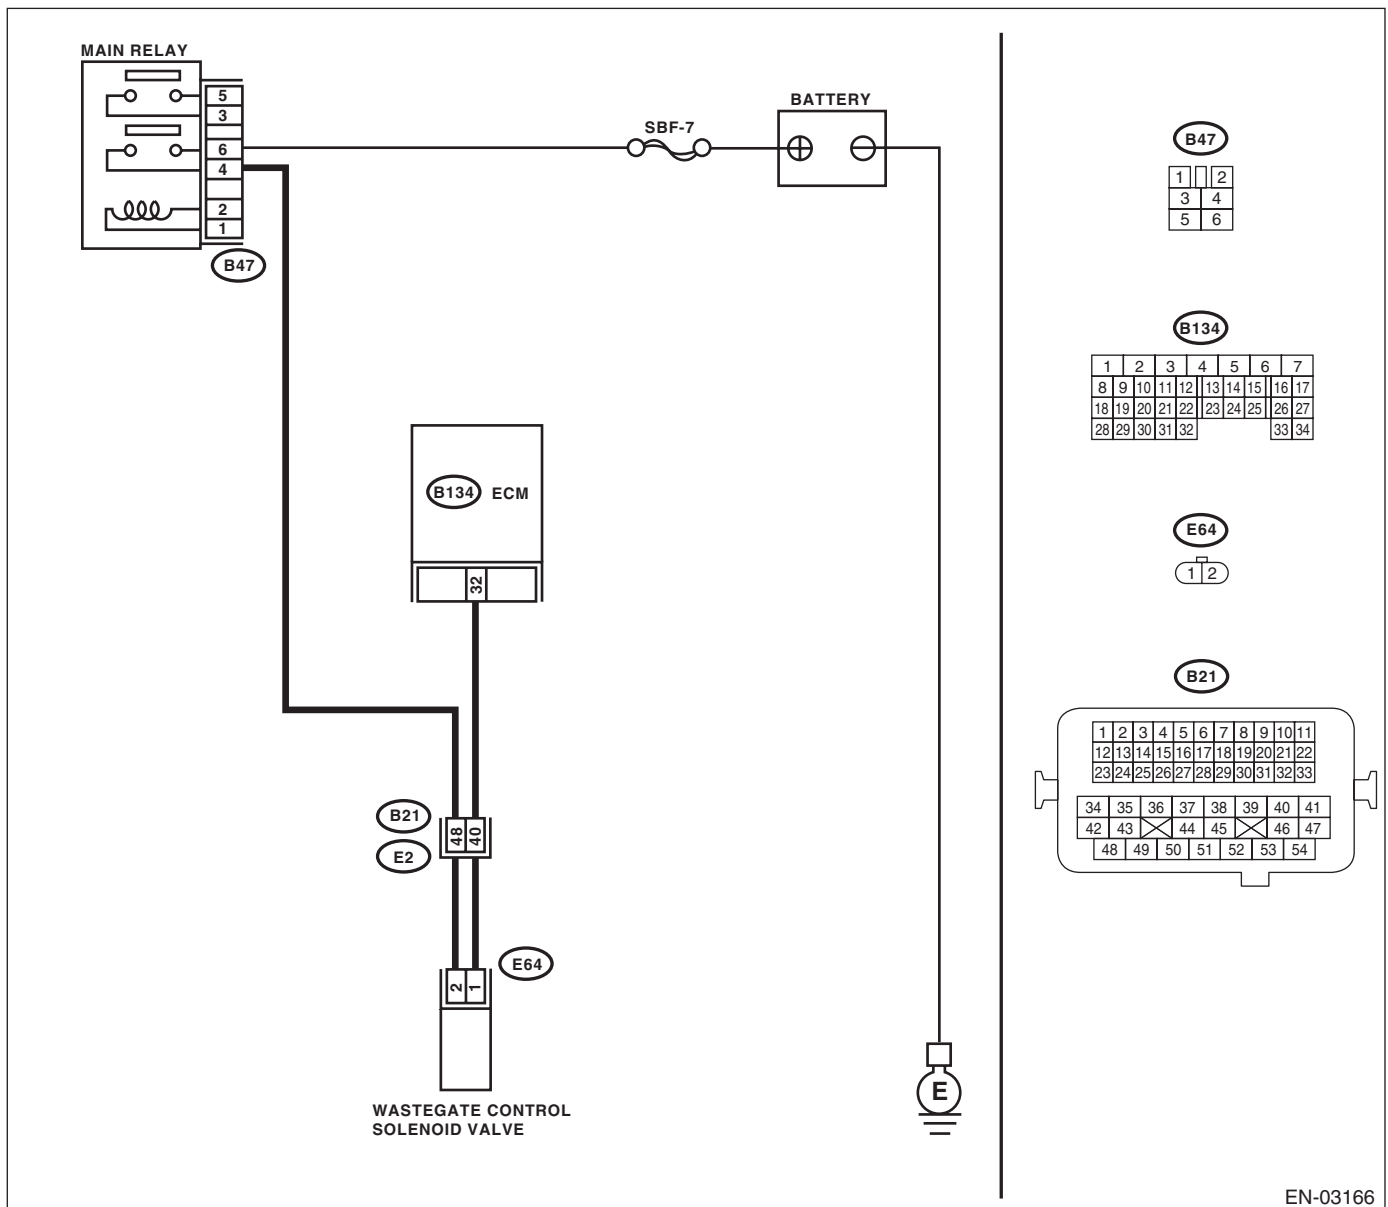 MAIN RELAY
5
3
6
4
2
1
B47
SBF-7
BATTERY
B134 ECM
32
B21
E2
48 40
E64
2 1
WASTEGATE CONTROL
SOLENOID VALVE
E
B47
1 2
3 4
5 6
B134
1 2 3 4 5 6 7
8 9 10 11 12 13 14 15 16 17
18 19 20 21 22 23 24 25 26 27
28 29 30 31 32 33 34
E64
1 2
B21
1 2 3 4 5 6 7 8 9 10 11
12 13 14 15 16 17 18 19 20 21 22
23 24 25 26 27 28 29 30 31 32 33
34 35 36 37 38 39 40 41
42 43 44 45 46 47
48 49 50 51 52 53 54
EN-03166